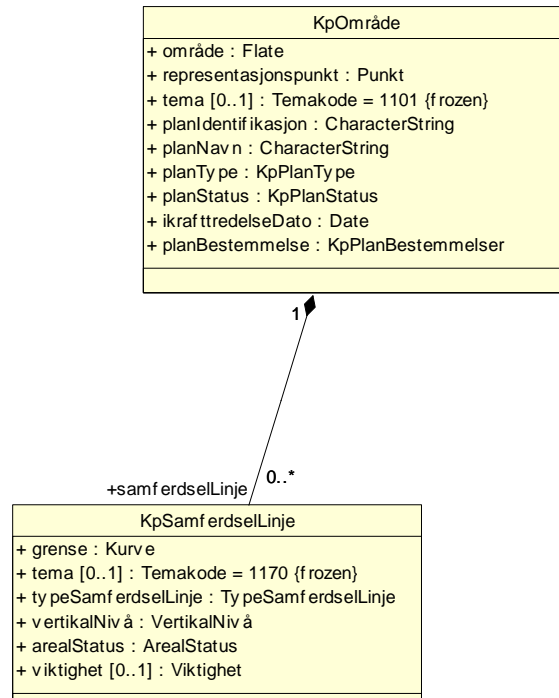 KpOmråde
+ område : Flate
+ representasjonspunkt : Punkt
+ tema [0..1] : Temakode = 1101 {frozen}
+ planIdentifikasjon : CharacterString
+ planNavn : CharacterString
+ planType : KpPlanType
+ planStatus : KpPlanStatus
+ ikrafttredelseDato : Date
+ planBestemmelse : KpPlanBestemmelser
1
0..*
+samferdselLinje
KpSamferdselLinje
+ grense : Kurve
+ tema [0..1] : Temakode = 1170 {frozen}
+ typeSamferdselLinje : TypeSamferdselLinje
+ vertikalNivå : VertikalNivå
+ arealStatus : ArealStatus
+ viktighet [0..1] : Viktighet